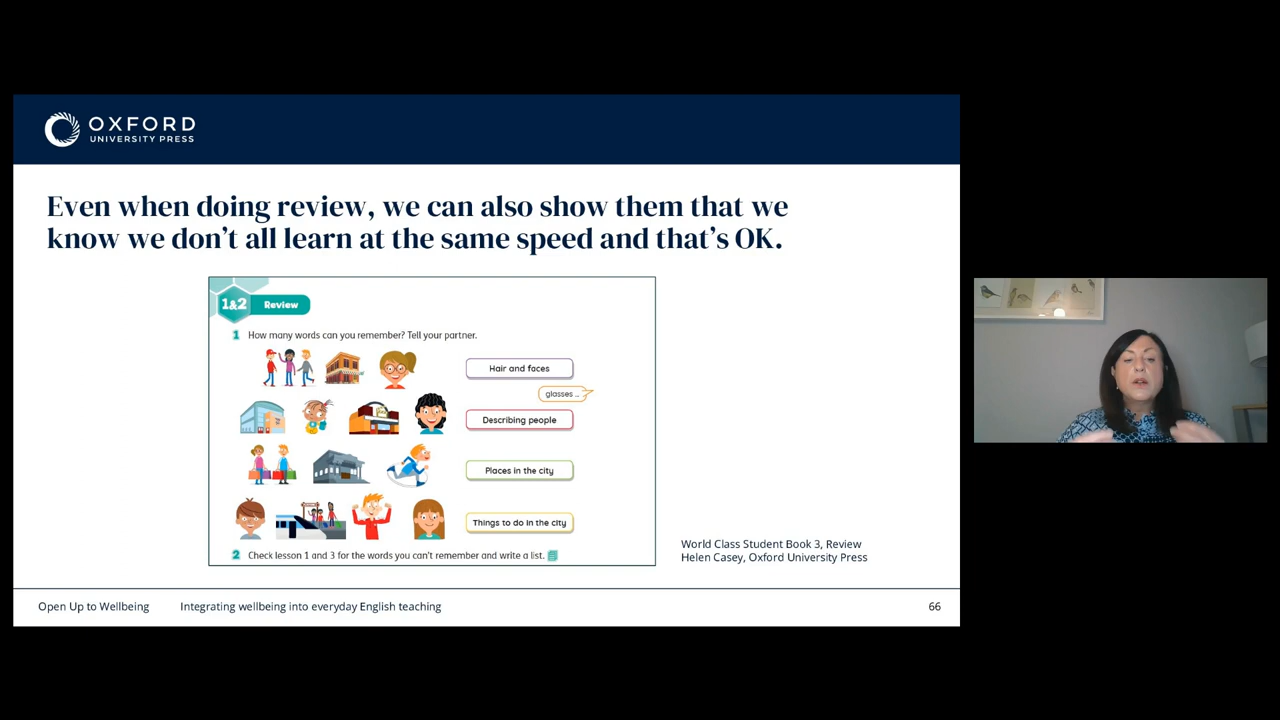 OXFORD
UNIVERSITY PRESS
Even when doing review, we can also show them that we
know we don't all learn at the same speed and that's OK.
1&2 Review
1 How many words can you remember? Tell your partner.
Hair and faces
glasses ...
Describing people
Places in the city
Things to do in the city
2 Check lesson 1 and 3 for the words you can't remember and write a list.
World Class Student Book 3, Review
Helen Casey, Oxford University Press
Open Up to Wellbeing Integrating wellbeing into everyday English teaching 66